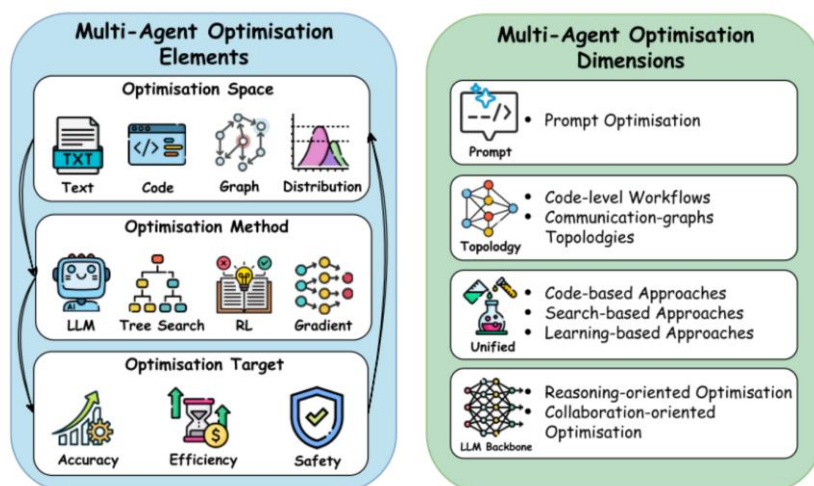 Multi-Agent Optimisation
Elements
Optimisation Space
TXT
</>
Text
Code
Graph
Distribution
Optimisation Method
AI
LLM
Tree Search
RL
Gradient
Optimisation Target
$
Accuracy
Efficiency
Safety
Multi-Agent Optimisation
Dimensions
--/>
Prompt
• Prompt Optimisation
Topolodgy
• Code-level Workflows
• Communication-graphs
Topolodgies
Unified
• Code-based Approaches
• Search-based Approaches
• Learning-based Approaches
LLM Backbone
• Reasoning-oriented Optimisation
• Collaboration-oriented
Optimisation